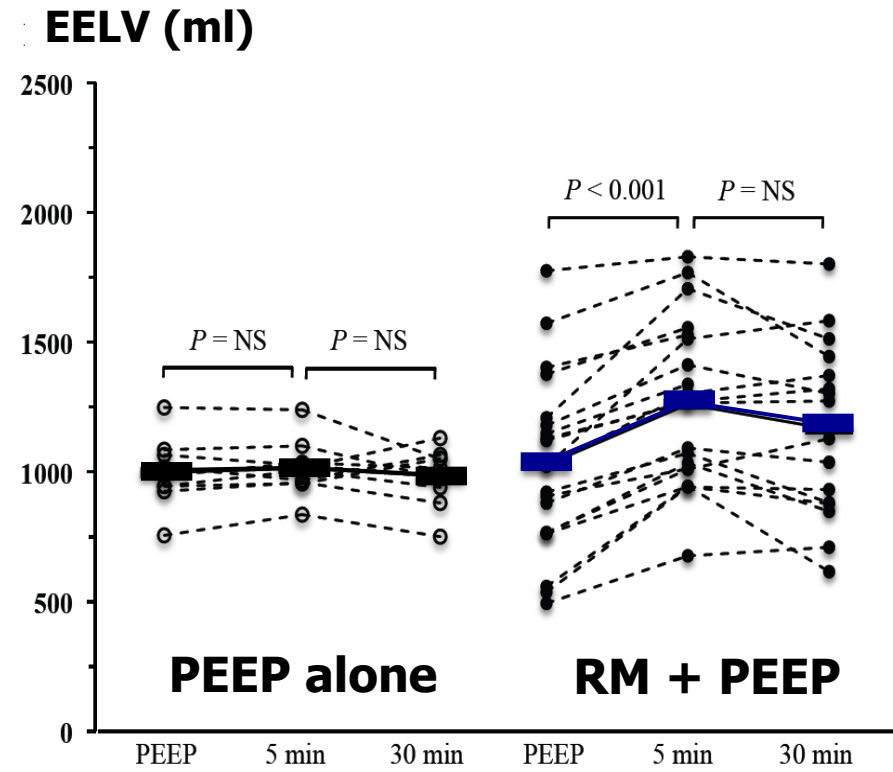 EELV (ml)
2500
2000
1500
1000
500
0
P < 0.001
P = NS
P = NS
P = NS
PEEP alone
RM + PEEP
PEEP
5 min
30 min
PEEP
5 min
30 min